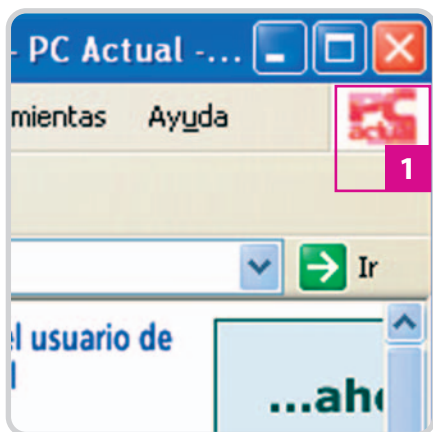 - PC Actual -...
mientas Ayuda
PC
actual
1
Ir
el usuario de
l
...ah